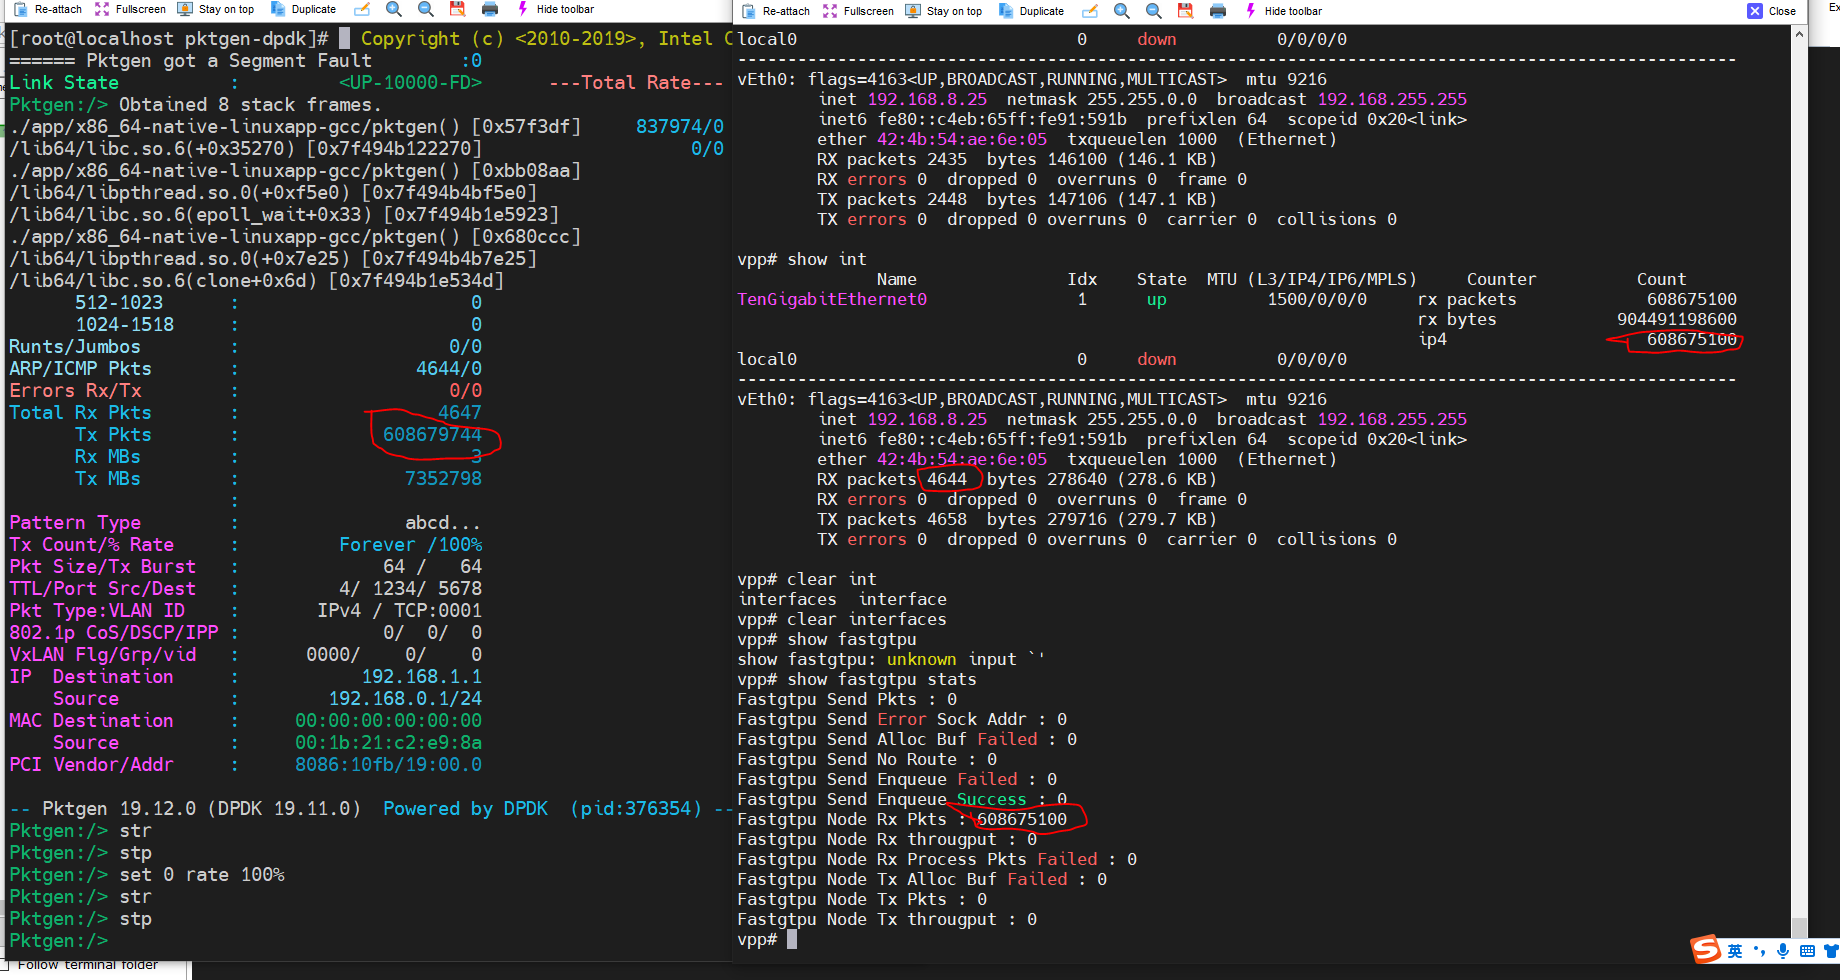 Re-attach Fullscreen Stay on top Duplicate Hide toolbar
[root@localhost pktgen-dpdk]# Copyright (c) <2010-2019>, Intel C
====== Pktgen got a Segment Fault :0
Link State : <UP-10000-FD> ---Total Rate---
Pktgen:/> Obtained 8 stack frames.
./app/x86_64-native-linuxapp-gcc/pktgen() [0x57f3df] 837974/0
/lib64/libc.so.6(+0x35270) [0x7f494b122270] 0/0
./app/x86_64-native-linuxapp-gcc/pktgen() [0xbb08aa]
/lib64/libpthread.so.0(+0xf5e0) [0x7f494b4bf5e0]
/lib64/libc.so.6(epoll_wait+0x33) [0x7f494b1e5923]
./app/x86_64-native-linuxapp-gcc/pktgen() [0x680ccc]
/lib64/libpthread.so.0(+0x7e25) [0x7f494b4b7e25]
/lib64/libc.so.6(clone+0x6d) [0x7f494b1e534d]
512-1023 : 0
1024-1518 : 0
Runts/Jumbos : 0/0
ARP/ICMP Pkts : 4644/0
Errors Rx/Tx : 0/0
Total Rx Pkts : 4647
Tx Pkts : 608679744
Rx MBs : 3
Tx MBs : 7352798
:
Pattern Type : abcd...
Tx Count/% Rate : Forever /100%
Pkt Size/Tx Burst : 64 / 64
TTL/Port Src/Dest : 4/ 1234/ 5678
Pkt Type:VLAN ID : IPv4 / TCP:0001
802.1p CoS/DSCP/IPP : 0/ 0/ 0
VxLAN Flg/Grp/vid : 0000/ 0/ 0
IP Destination : 192.168.1.1
Source : 192.168.0.1/24
MAC Destination : 00:00:00:00:00:00
Source : 00:1b:21:c2:e9:8a
PCI Vendor/Addr : 8086:10fb/19:00.0
-- Pktgen 19.12.0 (DPDK 19.11.0) Powered by DPDK (pid:376354) --
Pktgen:/> str
Pktgen:/> stp
Pktgen:/> set 0 rate 100%
Pktgen:/> str
Pktgen:/> stp
Pktgen:/>
Follow terminal folder
Re-attach Fullscreen Stay on top Duplicate Hide toolbar Close
local0 0 down 0/0/0/0
--------------------------------------------------------------------------------
vEth0: flags=4163<UP,BROADCAST,RUNNING,MULTICAST> mtu 9216
inet 192.168.8.25 netmask 255.255.0.0 broadcast 192.168.255.255
inet6 fe80::c4eb:65ff:fe91:591b prefixlen 64 scopeid 0x20<link>
ether 42:4b:54:ae:6e:05 txqueuelen 1000 (Ethernet)
RX packets 2435 bytes 146100 (146.1 KB)
RX errors 0 dropped 0 overruns 0 frame 0
TX packets 2448 bytes 147106 (147.1 KB)
TX errors 0 dropped 0 overruns 0 carrier 0 collisions 0
vpp# show int
Name Idx State MTU (L3/IP4/IP6/MPLS) Counter Count
TenGigabitEthernet0 1 up 1500/0/0/0 rx packets 608675100
rx bytes 904491198600
ip4 608675100
local0 0 down 0/0/0/0
--------------------------------------------------------------------------------
vEth0: flags=4163<UP,BROADCAST,RUNNING,MULTICAST> mtu 9216
inet 192.168.8.25 netmask 255.255.0.0 broadcast 192.168.255.255
inet6 fe80::c4eb:65ff:fe91:591b prefixlen 64 scopeid 0x20<link>
ether 42:4b:54:ae:6e:05 txqueuelen 1000 (Ethernet)
RX packets 4644 bytes 278640 (278.6 KB)
RX errors 0 dropped 0 overruns 0 frame 0
TX packets 4658 bytes 279716 (279.7 KB)
TX errors 0 dropped 0 overruns 0 carrier 0 collisions 0
vpp# clear int
interfaces interface
vpp# clear interfaces
vpp# show fastgtpu
show fastgtpu: unknown input `'
vpp# show fastgtpu stats
Fastgtpu Send Pkts : 0
Fastgtpu Send Error Sock Addr : 0
Fastgtpu Send Alloc Buf Failed : 0
Fastgtpu Send No Route : 0
Fastgtpu Send Enqueue Failed : 0
Fastgtpu Send Enqueue Success : 0
Fastgtpu Node Rx Pkts : 608675100
Fastgtpu Node Rx througput : 0
Fastgtpu Node Rx Process Pkts Failed : 0
Fastgtpu Node Tx Alloc Buf Failed : 0
Fastgtpu Node Tx Pkts : 0
Fastgtpu Node Tx througput : 0
vpp#
英